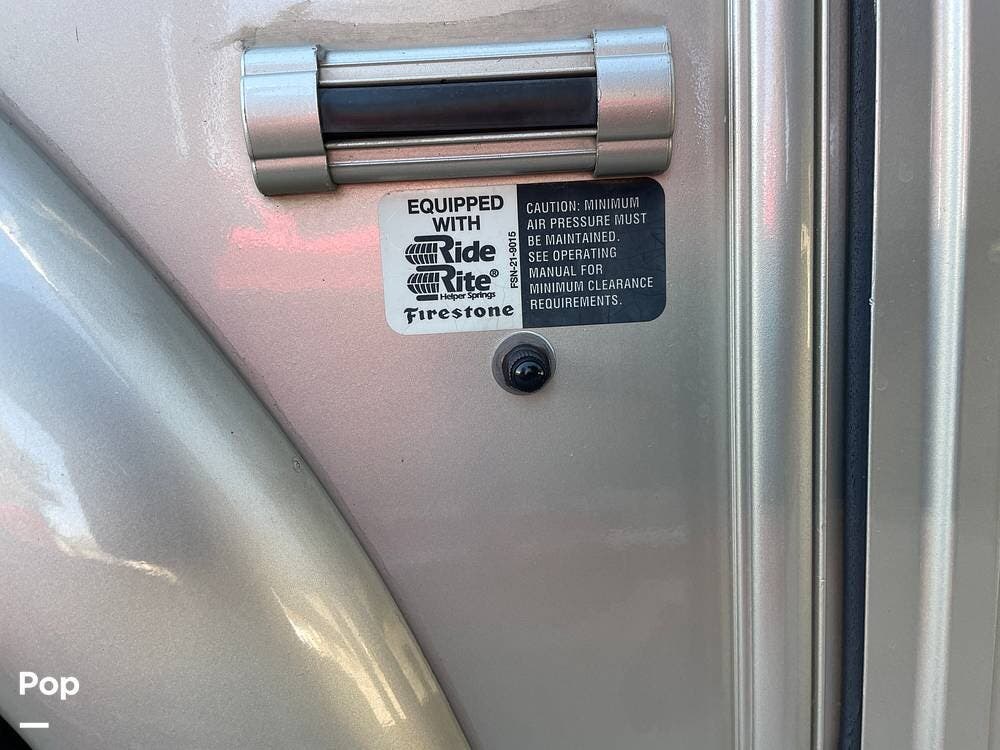 EQUIPPED
WITH
Ride
Rite®
Helper Springs
Firestone
FSN-21-9015
CAUTION: MINIMUM
AIR PRESSURE MUST
BE MAINTAINED.
SEE OPERATING
MANUAL FOR
MINIMUM CLEARANCE
REQUIREMENTS.
Pop